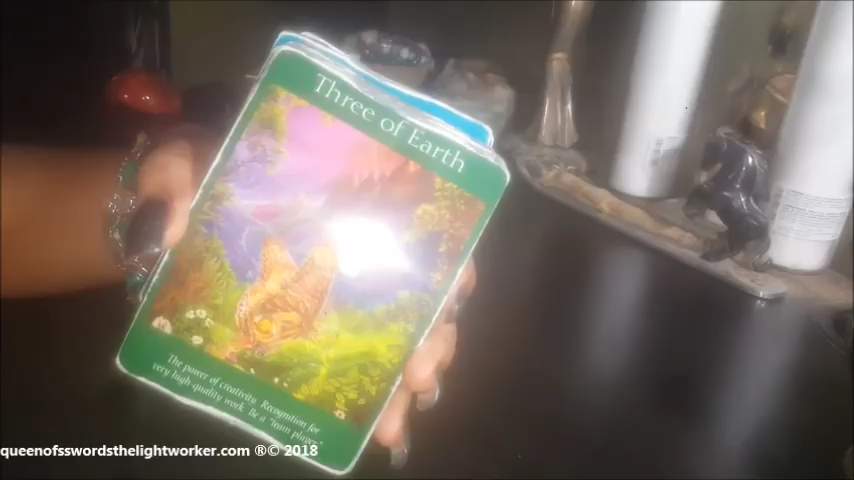 Three of Earth
The power of creativity. Recognition for
very high-quality work. Be a "team player."
queenofsswordsthelightworker.com ®© 2018